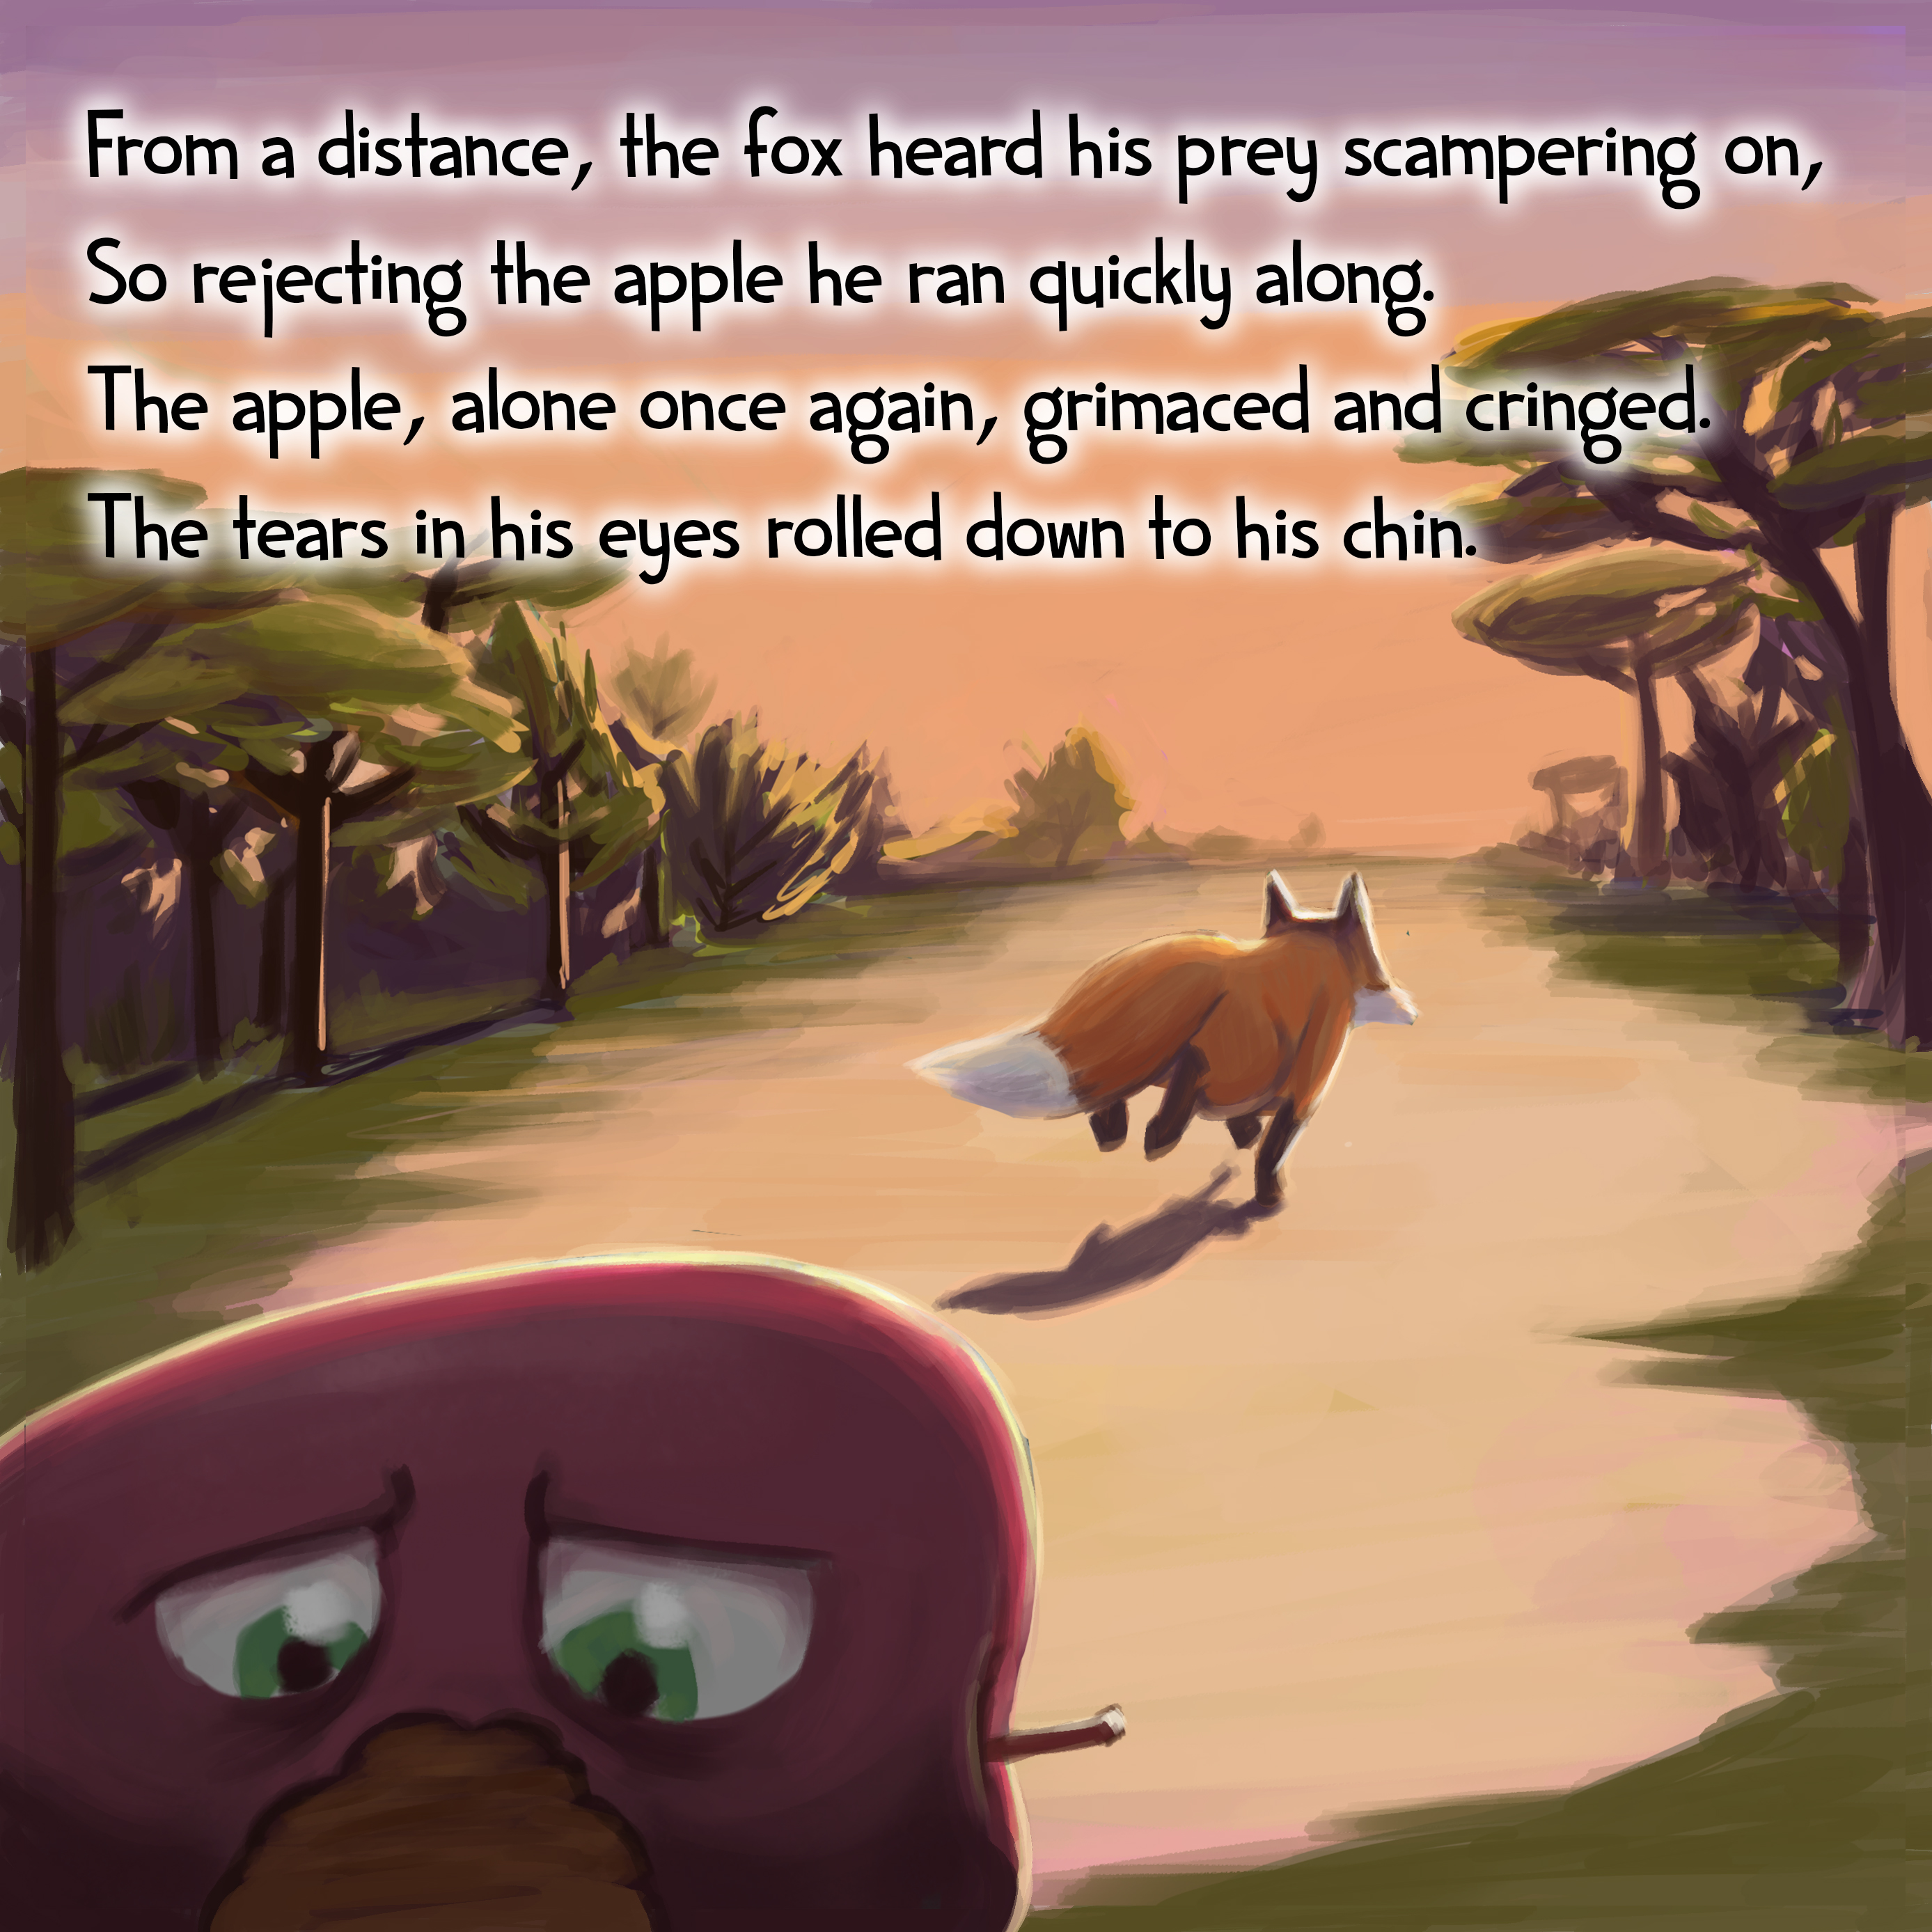 From a distance, the fox heard his prey scampering on,
So rejecting the apple he ran quickly along.
The apple, alone once again, grimaced and cringed.
The tears in his eyes rolled down to his chin.